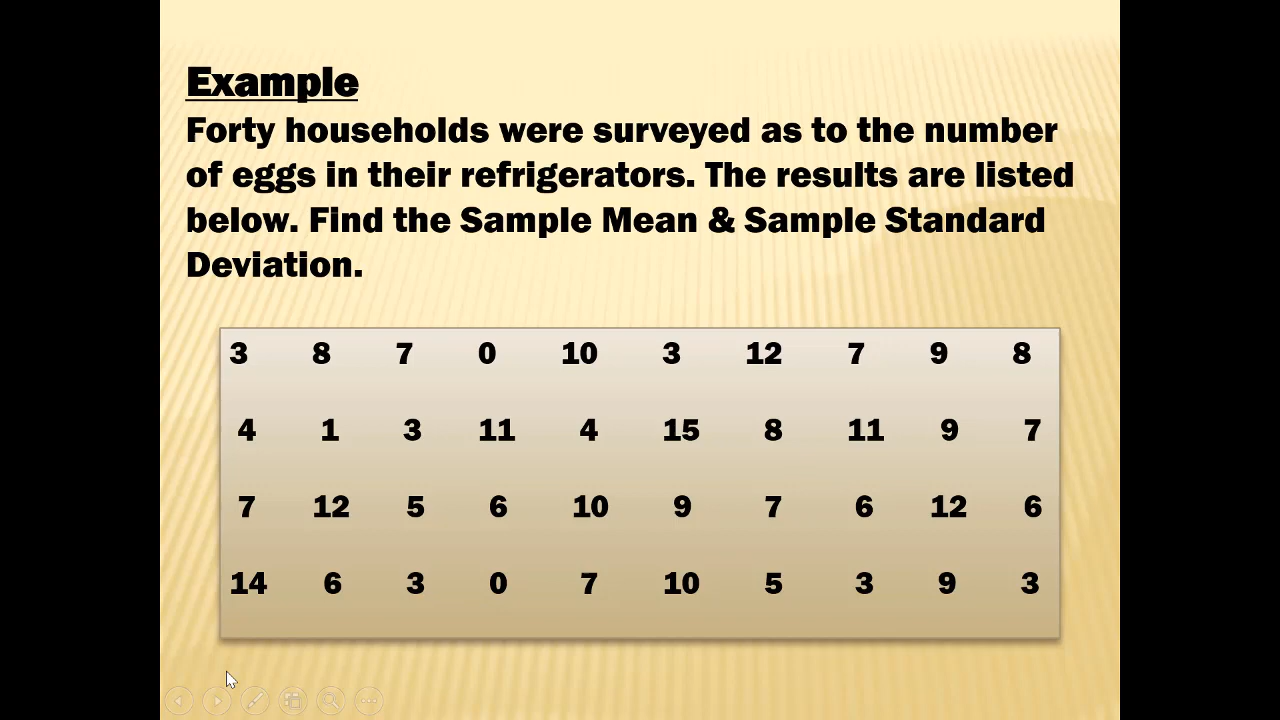 Example
Forty households were surveyed as to the number
of eggs in their refrigerators. The results are listed
below. Find the Sample Mean & Sample Standard
Deviation.
3 8 7 0 10 3 12 7 9 8
4 1 3 11 4 15 8 11 9 7
7 12 5 6 10 9 7 6 12 6
14 6 3 0 7 10 5 3 9 3